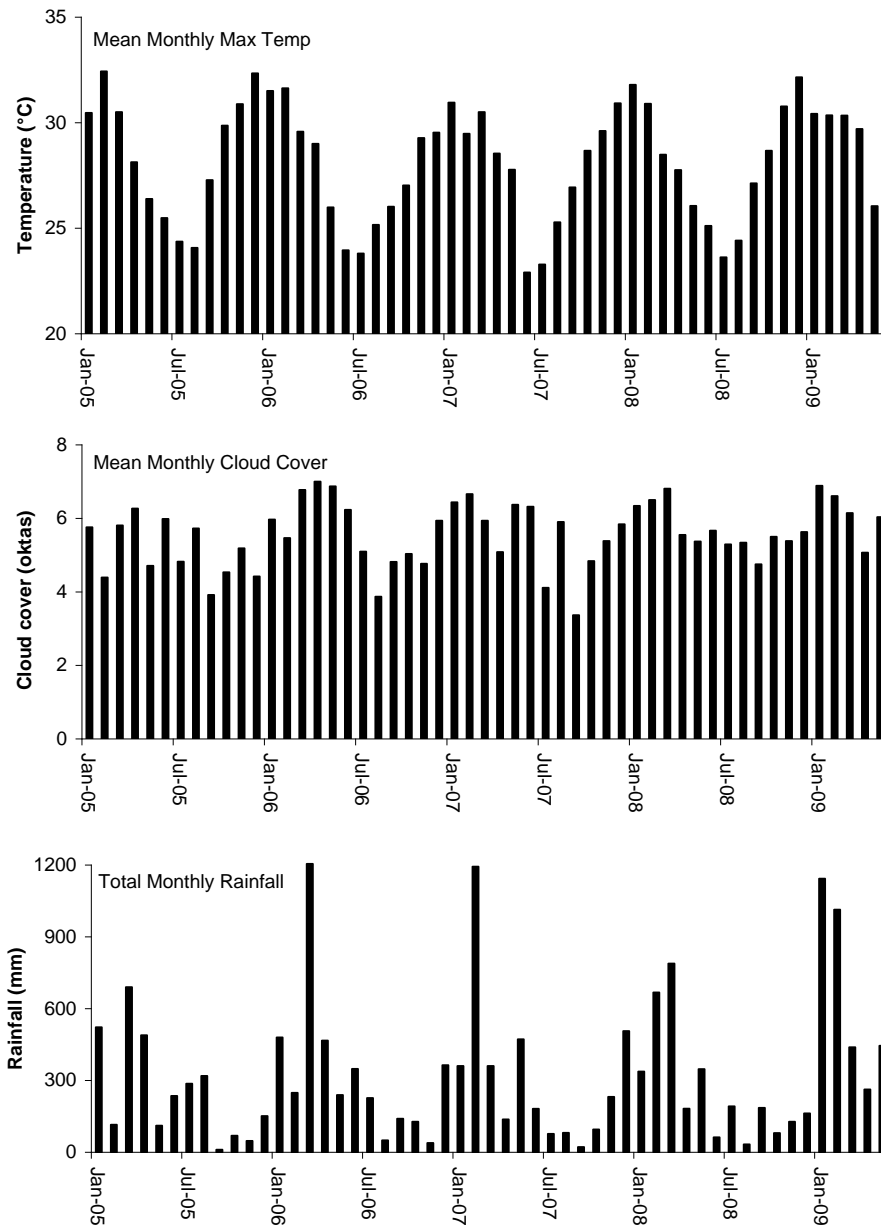 Mean Monthly Max Temp
Temperature (°C)
35
30
25
20
Jan-05
Jul-05
Jan-06
Jul-06
Jan-07
Jul-07
Jan-08
Jul-08
Jan-09
Mean Monthly Cloud Cover
Cloud cover (oktas)
8
6
4
2
0
Jan-05
Jul-05
Jan-06
Jul-06
Jan-07
Jul-07
Jan-08
Jul-08
Jan-09
Total Monthly Rainfall
Rainfall (mm)
1200
900
600
300
0
Jan-05
Jul-05
Jan-06
Jul-06
Jan-07
Jul-07
Jan-08
Jul-08
Jan-09